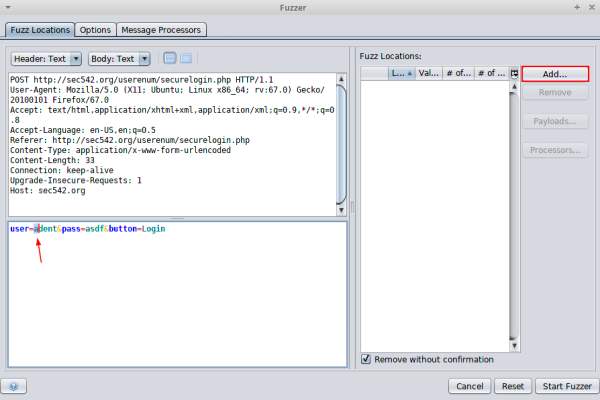 Fuzzer
Fuzz Locations Options Message Processors
Header: Text Body: Text
POST http://sec542.org/userenum/securelogin.php HTTP/1.1
User-Agent: Mozilla/5.0 (X11; Ubuntu; Linux x86_64; rv:67.0) Gecko/
20100101 Firefox/67.0
Accept: text/html,application/xhtml+xml,application/xml;q=0.9,*/*;q=0
.8
Accept-Language: en-US,en;q=0.5
Referer: http://sec542.org/userenum/securelogin.php
Content-Type: application/x-www-form-urlencoded
Content-Length: 33
Connection: keep-alive
Upgrade-Insecure-Requests: 1
Host: sec542.org
user=adent&pass=asdf&button=Login
Fuzz Locations:
L... Val... # of... # of ...
Add...
Remove
Payloads...
Processors...
Remove without confirmation
Cancel Reset Start Fuzzer